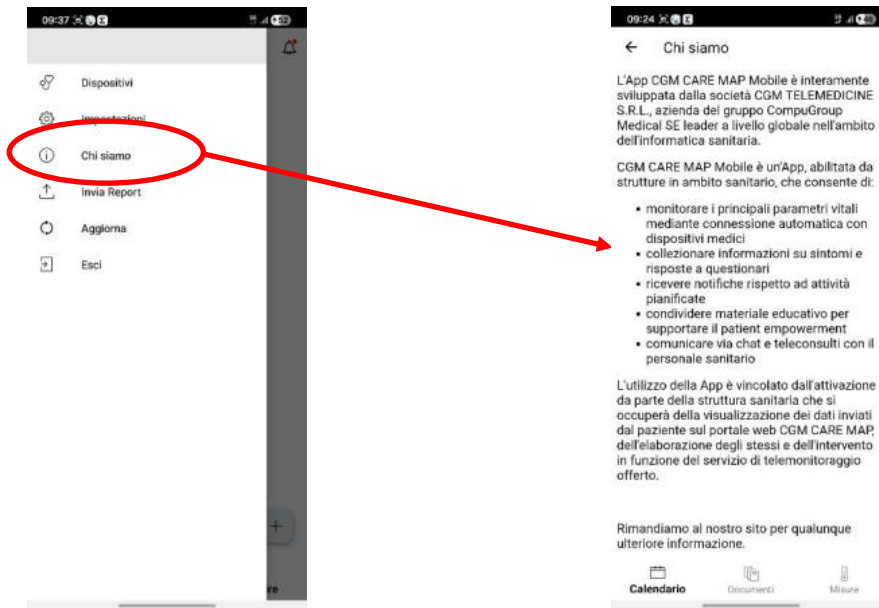 09:37
52
Dispositivi
Impostazioni
Chi siamo
Invia Report
Aggiorna
Esci
+
re
09:24
Chi siamo
L'App CGM CARE MAP Mobile è interamente
sviluppata dalla società CGM TELEMEDICINE
S.R.L., azienda del gruppo CompuGroup
Medical SE leader a livello globale nell'ambito
dell'informatica sanitaria.
CGM CARE MAP Mobile è un'App, abilitata da
strutture in ambito sanitario, che consente di:
• monitorare i principali parametri vitali
mediante connessione automatica con
dispositivi medici
• collezionare informazioni su sintomi e
risposte a questionari
• ricevere notifiche rispetto ad attività
pianificate
• condividere materiale educativo per
supportare il patient empowerment
• comunicare via chat e teleconsulti con il
personale sanitario
L'utilizzo della App è vincolato dall'attivazione
da parte della struttura sanitaria che si
occuperà della visualizzazione dei dati inviati
dal paziente sul portale web CGM CARE MAP,
dell'elaborazione degli stessi e dell'intervento
in funzione del servizio di telemonitoraggio
offerto.
Rimandiamo al nostro sito per qualunque
ulteriore informazione.
Calendario
Documenti
Misure